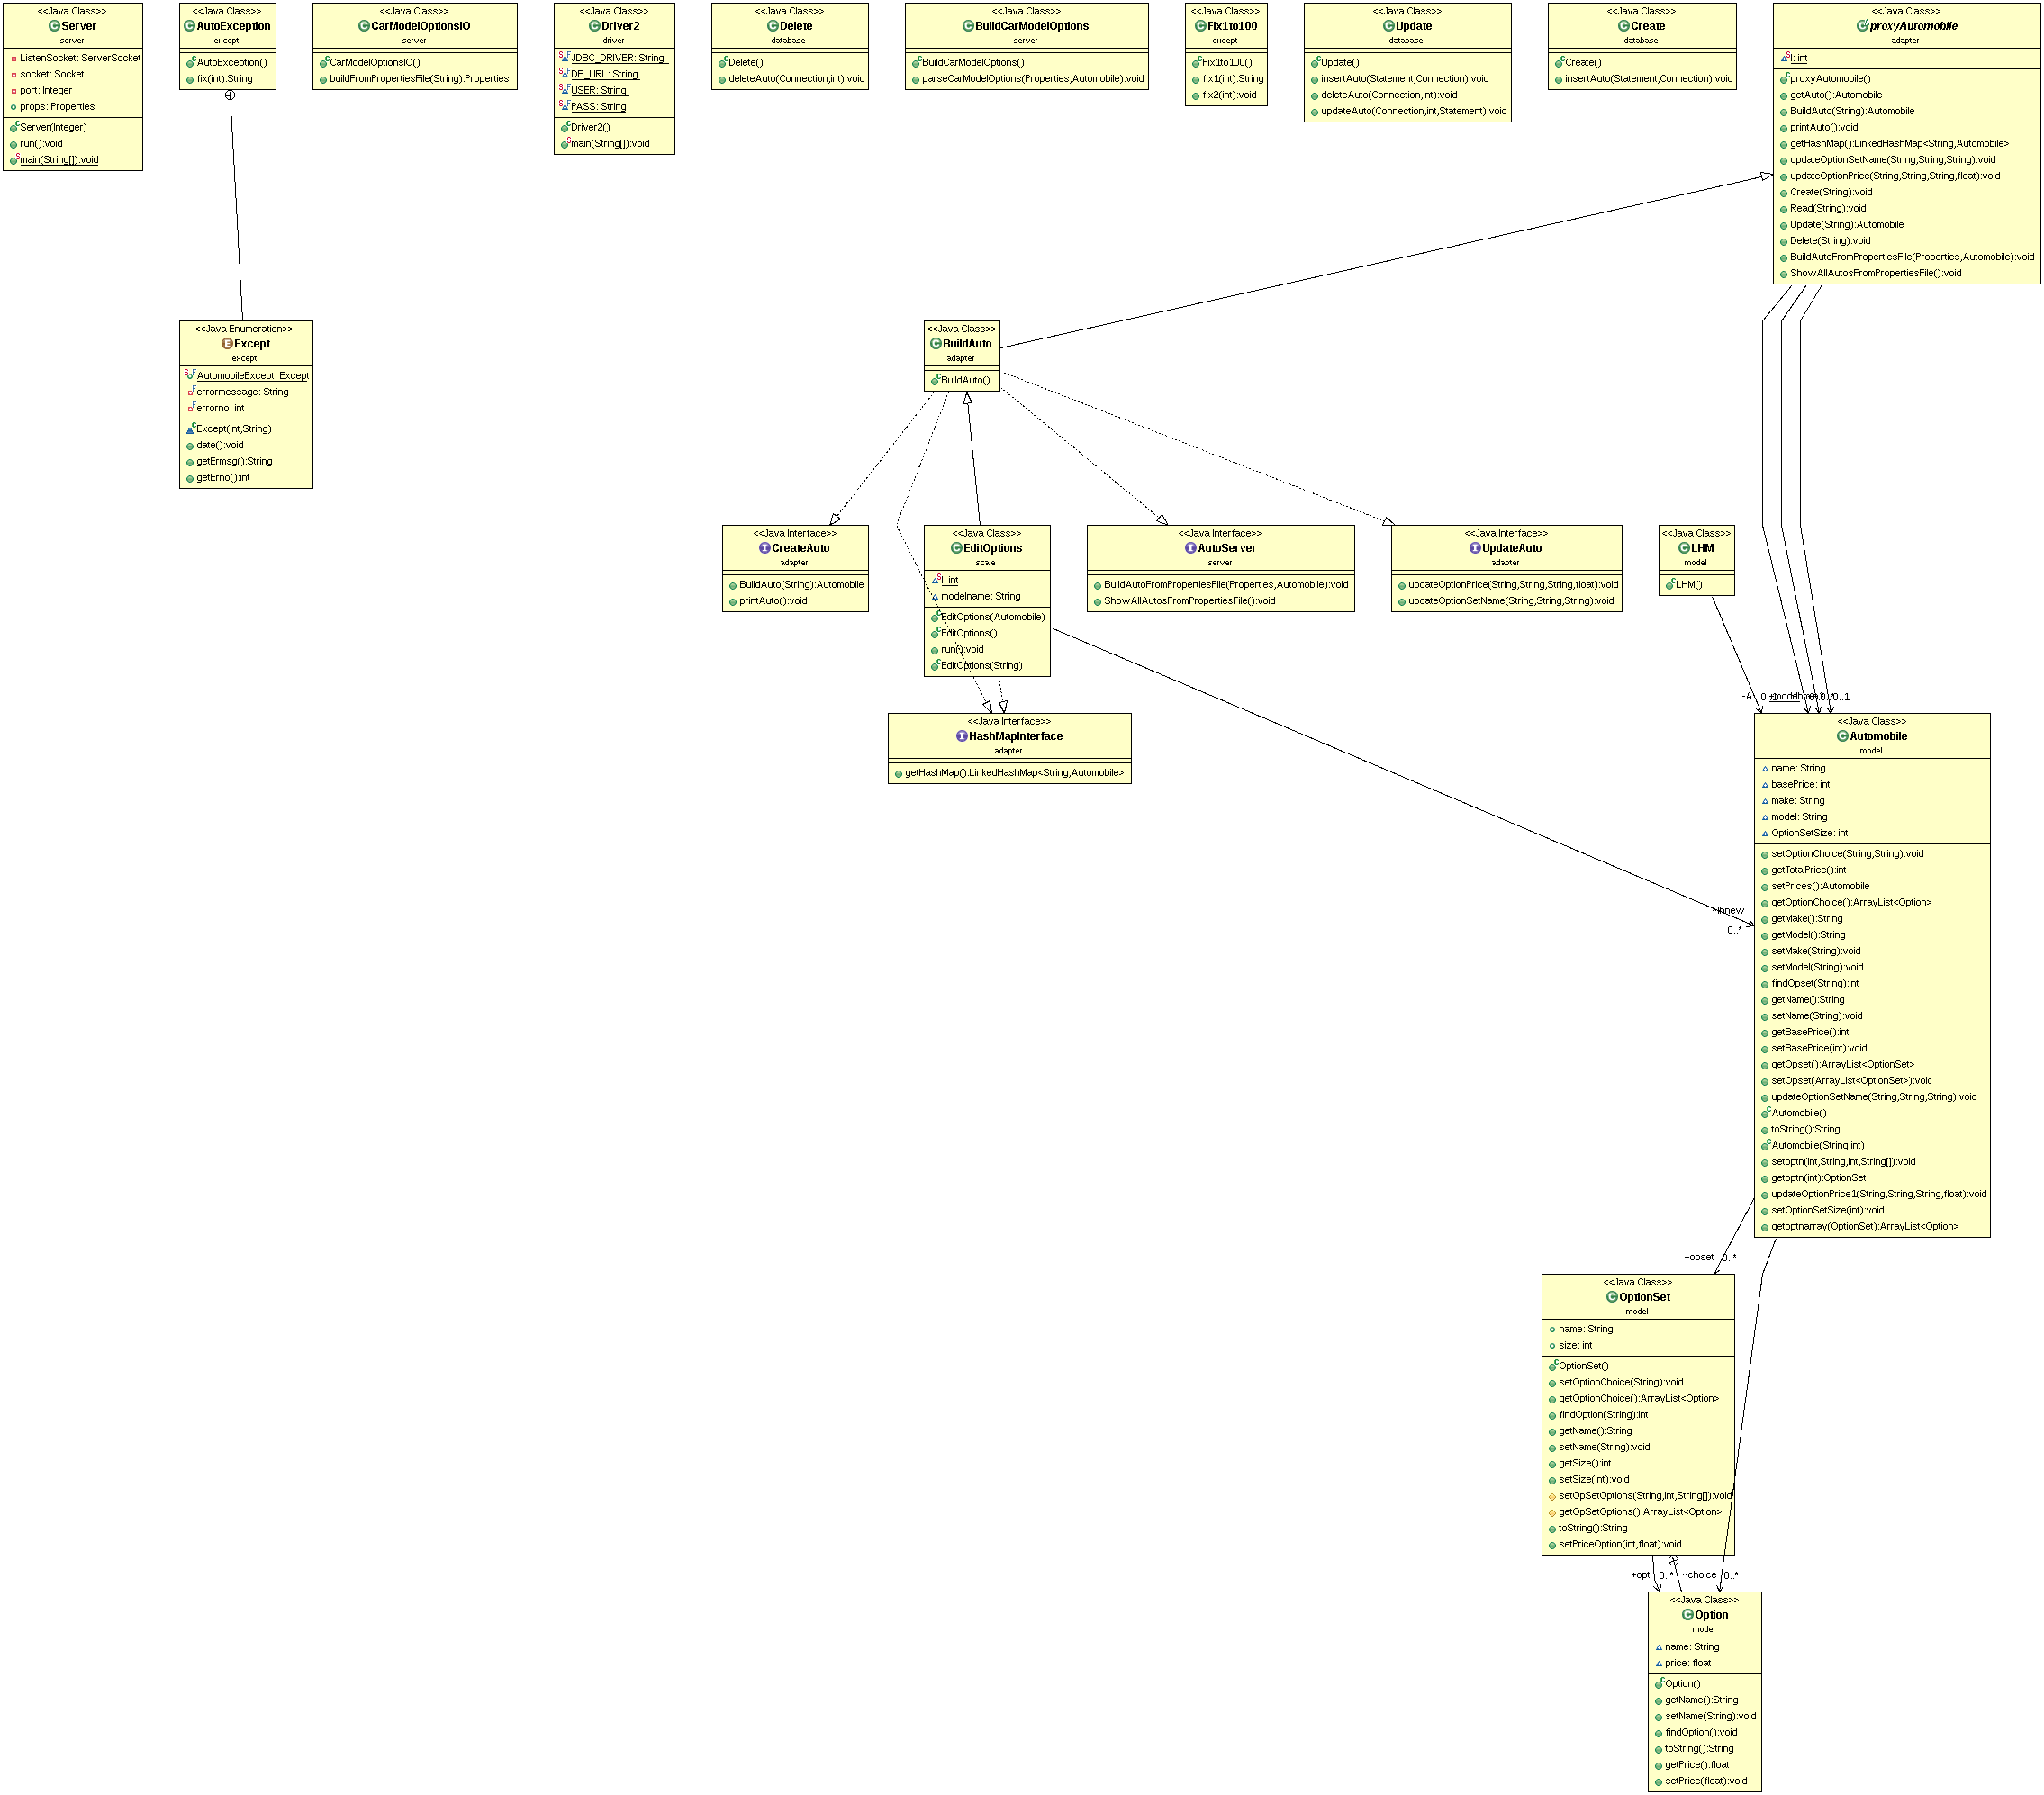 <<Java Class>>
Server
server
ListenSocket: ServerSocket
socket: Socket
port: Integer
props: Properties
Server(Integer)
run():void
main(String[]):void
<<Java Class>>
AutoException
except
AutoException()
fix(int):String
<<Java Class>>
CarModelOptionsIO
server
CarModelOptionsIO()
buildFromPropertiesFile(String):Properties
<<Java Class>>
Driver2
driver
JDBC_DRIVER: String
DB_URL: String
USER: String
PASS: String
Driver2()
main(String[]):void
<<Java Class>>
Delete
database
Delete()
deleteAuto(Connection,int):void
<<Java Class>>
BuildCarModelOptions
server
BuildCarModelOptions()
parseCarModelOptions(Properties,Automobile):void
<<Java Class>>
Fix1to100
except
Fix1to100()
fix1(int):String
fix2(int):void
<<Java Class>>
Update
database
Update()
insertAuto(Statement,Connection):void
deleteAuto(Connection,int):void
updateAuto(Connection,int,Statement):void
<<Java Class>>
Create
database
Create()
insertAuto(Statement,Connection):void
<<Java Class>>
proxyAutomobile
adapter
I: int
proxyAutomobile()
getAuto():Automobile
BuildAuto(String):Automobile
printAuto():void
getHashMap():LinkedHashMap<String,Automobile>
updateOptionSetName(String,String,String):void
updateOptionPrice(String,String,String,float):void
Create(String):void
Read(String):void
Update(String):Automobile
Delete(String):void
BuildAutoFromPropertiesFile(Properties,Automobile):void
ShowAllAutosFromPropertiesFile():void
<<Java Enumeration>>
Except
except
AutomobileExcept: Except
errormessage: String
errorno: int
Except(int,String)
date():void
getErmsg():String
getErno():int
<<Java Class>>
BuildAuto
adapter
BuildAuto()
<<Java Interface>>
CreateAuto
adapter
BuildAuto(String):Automobile
printAuto():void
<<Java Class>>
EditOptions
scale
I: int
modelname: String
EditOptions(Automobile)
EditOptions()
run():void
EditOptions(String)
<<Java Interface>>
AutoServer
server
BuildAutoFromPropertiesFile(Properties,Automobile):void
ShowAllAutosFromPropertiesFile():void
<<Java Interface>>
UpdateAuto
adapter
updateOptionPrice(String,String,String,float):void
updateOptionSetName(String,String,String):void
<<Java Class>>
LHM
model
LHM()
<<Java Interface>>
HashMapInterface
adapter
getHashMap():LinkedHashMap<String,Automobile>
~A 0..1
0..1
~lhnew
0..*
<<Java Class>>
Automobile
model
name: String
basePrice: int
make: String
model: String
OptionSetSize: int
setOptionChoice(String,String):void
getTotalPrice():int
setPrices():Automobile
getOptionChoice():ArrayList<Option>
getMake():String
getModel():String
setMake(String):void
setModel(String):void
findOpset(String):int
getName():String
setName(String):void
getBasePrice():int
setBasePrice(int):void
getOpset():ArrayList<OptionSet>
setOpset(ArrayList<OptionSet>):void
updateOptionSetName(String,String,String):void
Automobile()
toString():String
Automobile(String,int)
setoptn(int,String,int,String[]):void
getoptn(int):OptionSet
updateOptionPrice1(String,String,String,float):void
setOptionSetSize(int):void
getoptnarray(OptionSet):ArrayList<Option>
+opset 0..*
<<Java Class>>
OptionSet
model
name: String
size: int
OptionSet()
setOptionChoice(String):void
getOptionChoice():ArrayList<Option>
findOption(String):int
getName():String
setName(String):void
getSize():int
setSize(int):void
setOpSetOptions(String,int,String[]):void
getOpSetOptions():ArrayList<Option>
toString():String
setPriceOption(int,float):void
+opt 0..* ~choice 0..*
<<Java Class>>
Option
model
name: String
price: float
Option()
getName():String
setName(String):void
findOption():void
toString():String
getPrice():float
setPrice(float):void